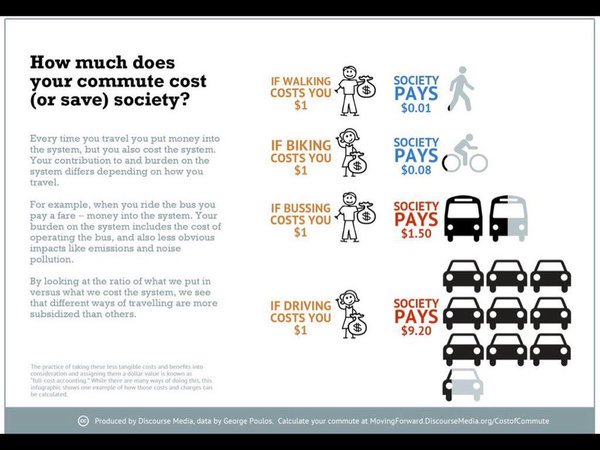 How much does
your commute cost
(or save) society?
Every time you travel you put money into
the system, but you also cost the system.
Your contribution to and burden on the
system differs depending on how you
travel.
For example, when you ride the bus you
pay a fare – money into the system. Your
burden on the system includes the cost of
operating the bus, and also less obvious
impacts like emissions and noise
pollution.
By looking at the ratio of what we put in
versus what we cost the system, we see
that different ways of travelling are more
subsidized than others.
The practice of taking these less tangible costs and benefits into
consideration and assigning them a dollar value is known as
"full cost accounting." While there are many ways of doing this, this
infographic shows one example of how those costs and charges can
be calculated.
IF WALKING
COSTS YOU
$1
$
SOCIETY
PAYS
$0.01
IF BIKING
COSTS YOU
$1
$
SOCIETY
PAYS
$0.08
IF BUSSING
COSTS YOU
$1
$
SOCIETY
PAYS
$1.50
IF DRIVING
COSTS YOU
$1
$
SOCIETY
PAYS
$9.20
cc Produced by Discourse Media, data by George Poulos. Calculate your commute at MovingForward.DiscourseMedia.org/CostofCommute